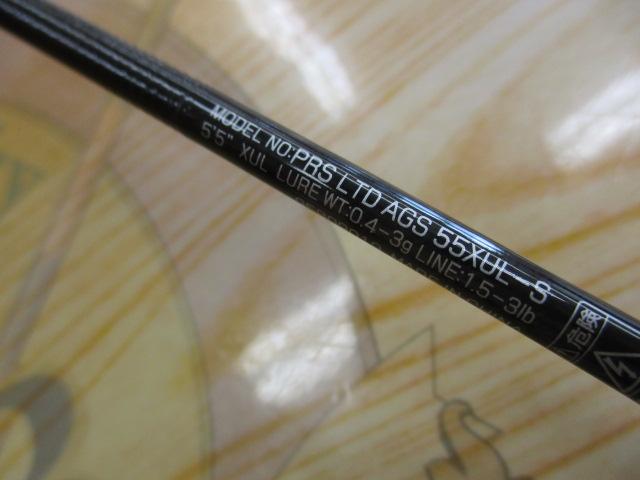 MODEL NO:PRS LTD AGS 55XUL-S
5'5" XUL LURE WT:0.4-3g LINE:1.5-3lb
危険